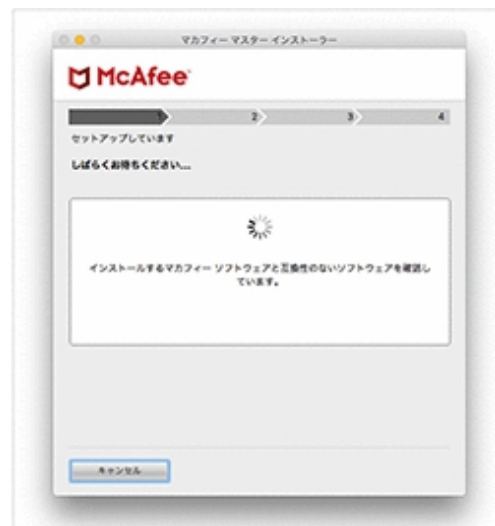 マカフィー マスター インストーラー
McAfee
1
2
3
4
セットアップしています
しばらくお待ちください...
インストールするマカフィー ソフトウェアと互換性のないソフトウェアを確認し
ています。
キャンセル